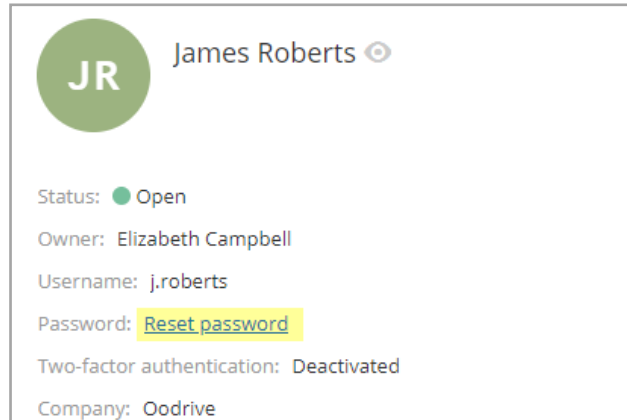 JR
James Roberts
Status: Open
Owner: Elizabeth Campbell
Username: j.roberts
Password: Reset password
Two-factor authentication: Deactivated
Company: Oodrive